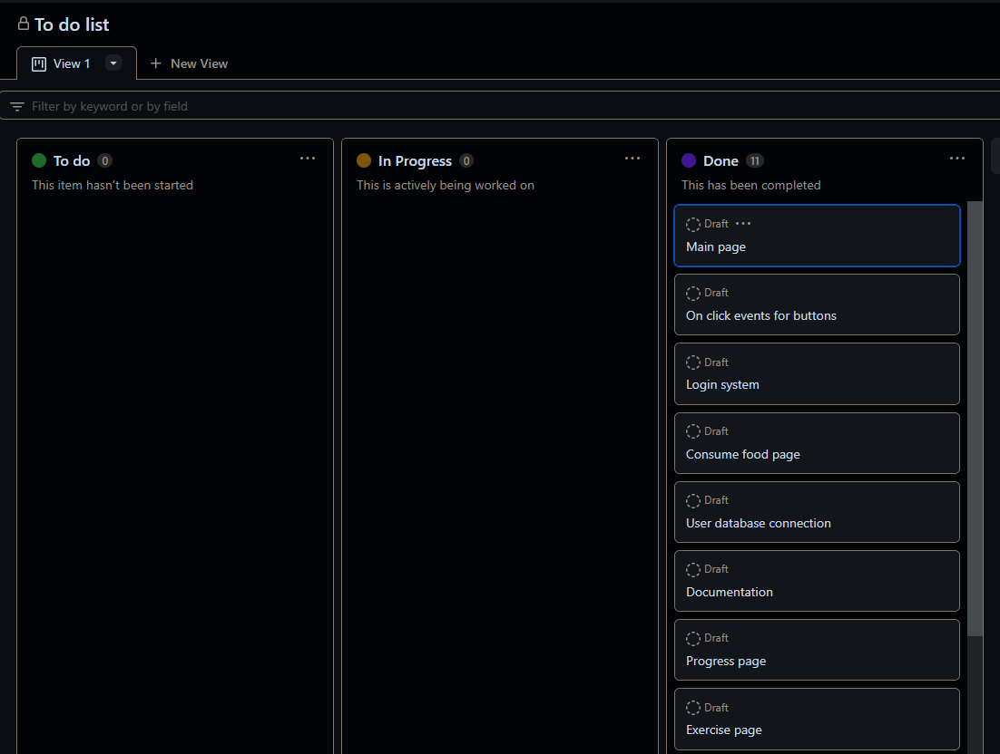 To do list
View 1
New View
Filter by keyword or by field
To do 0
This item hasn't been started
In Progress 0
This is actively being worked on
Done 11
This has been completed
Draft
Main page
Draft
On click events for buttons
Draft
Login system
Draft
Consume food page
Draft
User database connection
Draft
Documentation
Draft
Progress page
Draft
Exercise page